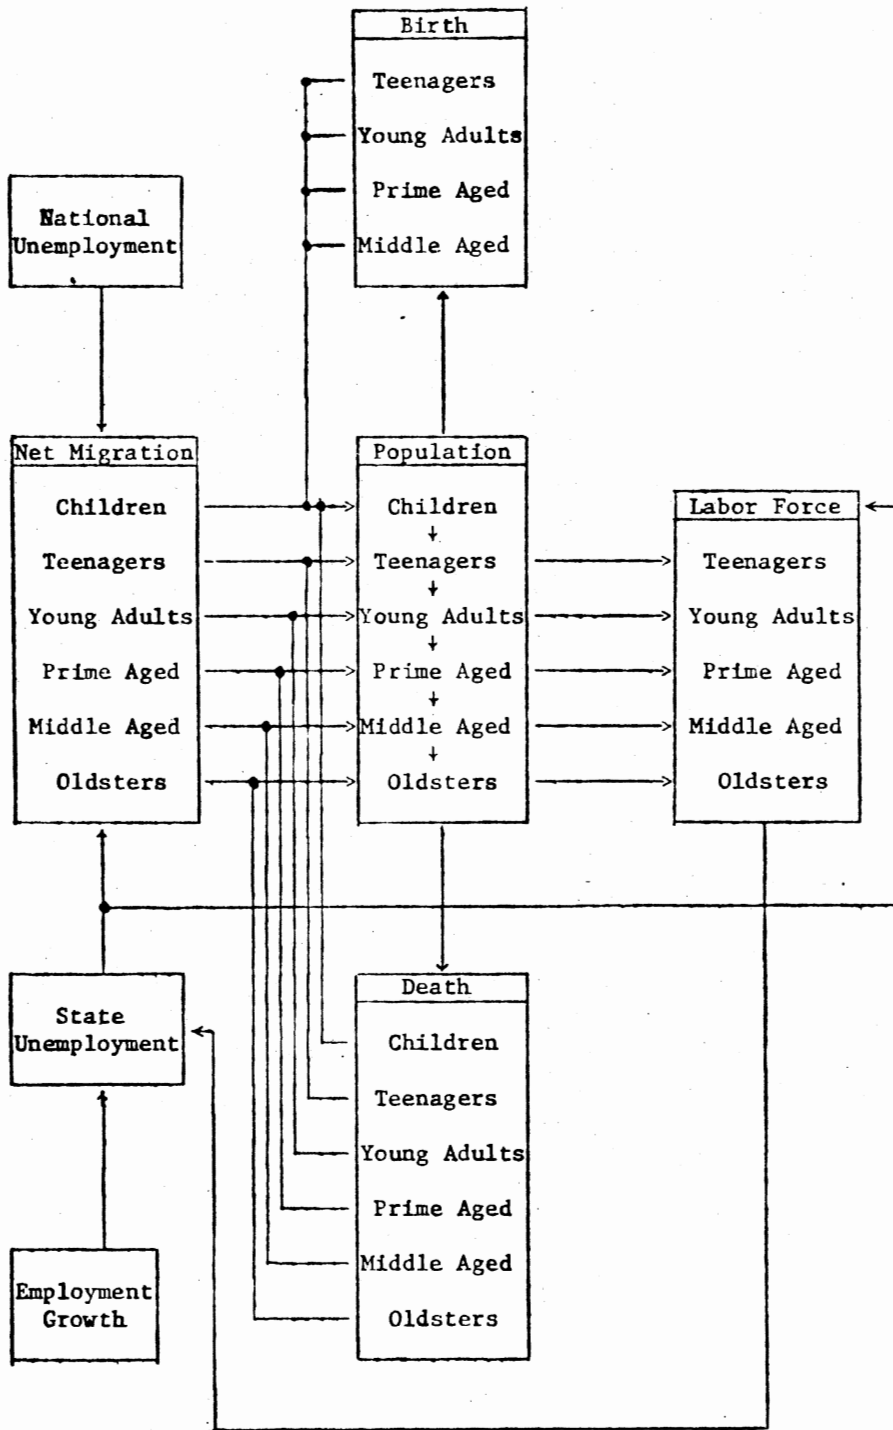 Birth
Teenagers
Young Adults
Prime Aged
Middle Aged
National
Unemployment
Net Migration
Children
Teenagers
Young Adults
Prime Aged
Middle Aged
Oldsters
Population
Children
Teenagers
Young Adults
Prime Aged
Middle Aged
Oldsters
Labor Force
Teenagers
Young Adults
Prime Aged
Middle Aged
Oldsters
State
Unemployment
Death
Children
Teenagers
Young Adults
Prime Aged
Middle Aged
Oldsters
Employment
Growth